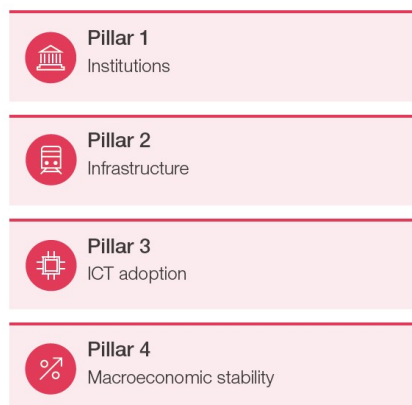 Pillar 1
Institutions
Pillar 2
Infrastructure
Pillar 3
ICT adoption
Pillar 4
Macroeconomic stability